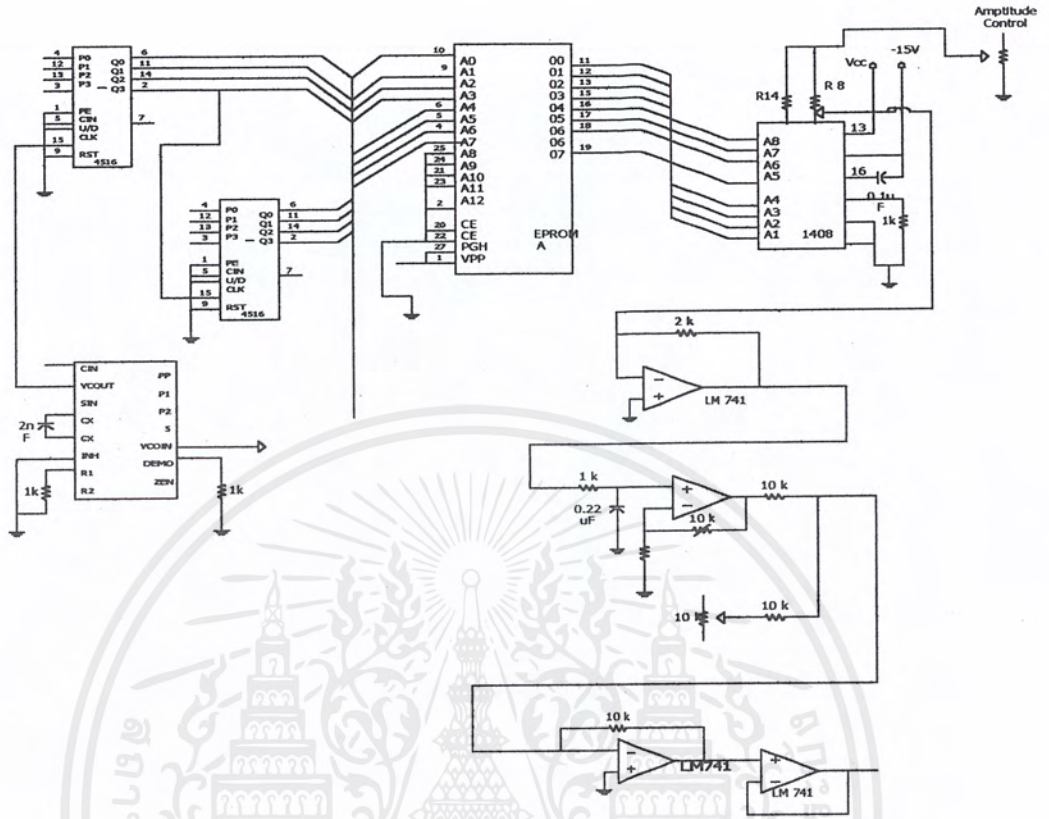 Amptitude
Control
-15V
Vcc
R14
R 8
4 P0 Q0 6
12 P1 Q1 11
13 P2 Q2 14
3 P3 Q3 2
1 PE
5 CIN 7
U/D
CLK
15
9 RST
4516
4 P0 Q0 6
12 P1 Q1 11
13 P2 Q2 14
3 P3 Q3 2
1 PE
5 CIN 7
U/D
15 CLK
9 RST
4516
10 A0 00 11
9 A1 01 12
A2 02 13
A3 03 15
6 A4 04 16
5 A5 05 17
4 A6 06 18
A7 06
25 A8 07 19
24 A9
21 A10
23 A11
2 A12
20 CE
22 CE EPROM
27 PGH A
1 VPP
13
A8
A7
A6
A5 16
0.1u
F
A4
A3
A2
A1
1k
1408
CIN PP
VCOUT P1
SIN P2
CX S
CX VCOIN
INH DEMO
R1 ZEN
R2
2n
F
1k
1k
2 k
LM 741
1 k
0.22
uF
10 k
10 k
10 k
10
10 k
LM741
LM 741